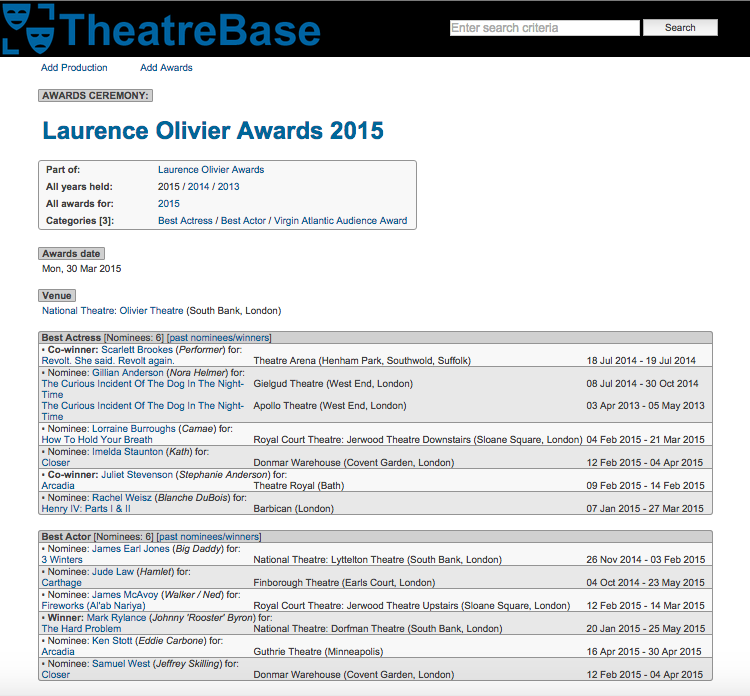 TheatreBase
Enter search criteria
Search
Add Production Add Awards
AWARDS CEREMONY:
Laurence Olivier Awards 2015
Part of: Laurence Olivier Awards
All years held: 2015 / 2014 / 2013
All awards for: 2015
Categories [3]: Best Actress / Best Actor / Virgin Atlantic Audience Award
Awards date
Mon, 30 Mar 2015
Venue
National Theatre: Olivier Theatre (South Bank, London)
Best Actress [Nominees: 6] [past nominees/winners]
• Co-winner: Scarlett Brookes (Performer) for:
Revolt. She said. Revolt again. Theatre Arena (Henham Park, Southwold, Suffolk) 18 Jul 2014 - 19 Jul 2014
• Nominee: Gillian Anderson (Nora Helmer) for:
The Curious Incident Of The Dog In The Night- Gielgud Theatre (West End, London) 08 Jul 2014 - 30 Oct 2014
Time
The Curious Incident Of The Dog In The Night- Apollo Theatre (West End, London) 03 Apr 2013 - 05 May 2013
Time
• Nominee: Lorraine Burroughs (Camae) for:
How To Hold Your Breath Royal Court Theatre: Jerwood Theatre Downstairs (Sloane Square, London) 04 Feb 2015 - 21 Mar 2015
• Nominee: Imelda Staunton (Kath) for:
Closer Donmar Warehouse (Covent Garden, London) 12 Feb 2015 - 04 Apr 2015
• Co-winner: Juliet Stevenson (Stephanie Anderson) for:
Arcadia Theatre Royal (Bath) 09 Feb 2015 - 14 Feb 2015
• Nominee: Rachel Weisz (Blanche DuBois) for:
Henry IV: Parts I & II Barbican (London) 07 Jan 2015 - 27 Mar 2015
Best Actor [Nominees: 6] [past nominees/winners]
• Nominee: James Earl Jones (Big Daddy) for:
3 Winters National Theatre: Lyttelton Theatre (South Bank, London) 26 Nov 2014 - 03 Feb 2015
• Nominee: Jude Law (Hamlet) for:
Carthage Finborough Theatre (Earls Court, London) 04 Oct 2014 - 23 May 2015
• Nominee: James McAvoy (Walker / Ned) for:
Fireworks (Al'ab Nariya) Royal Court Theatre: Jerwood Theatre Upstairs (Sloane Square, London) 12 Feb 2015 - 14 Mar 2015
• Winner: Mark Rylance (Johnny 'Rooster' Byron) for:
The Hard Problem National Theatre: Dorfman Theatre (South Bank, London) 20 Jan 2015 - 25 May 2015
• Nominee: Ken Stott (Eddie Carbone) for:
Arcadia Guthrie Theatre (Minneapolis) 16 Apr 2015 - 30 Apr 2015
• Nominee: Samuel West (Jeffrey Skilling) for:
Closer Donmar Warehouse (Covent Garden, London) 12 Feb 2015 - 04 Apr 2015